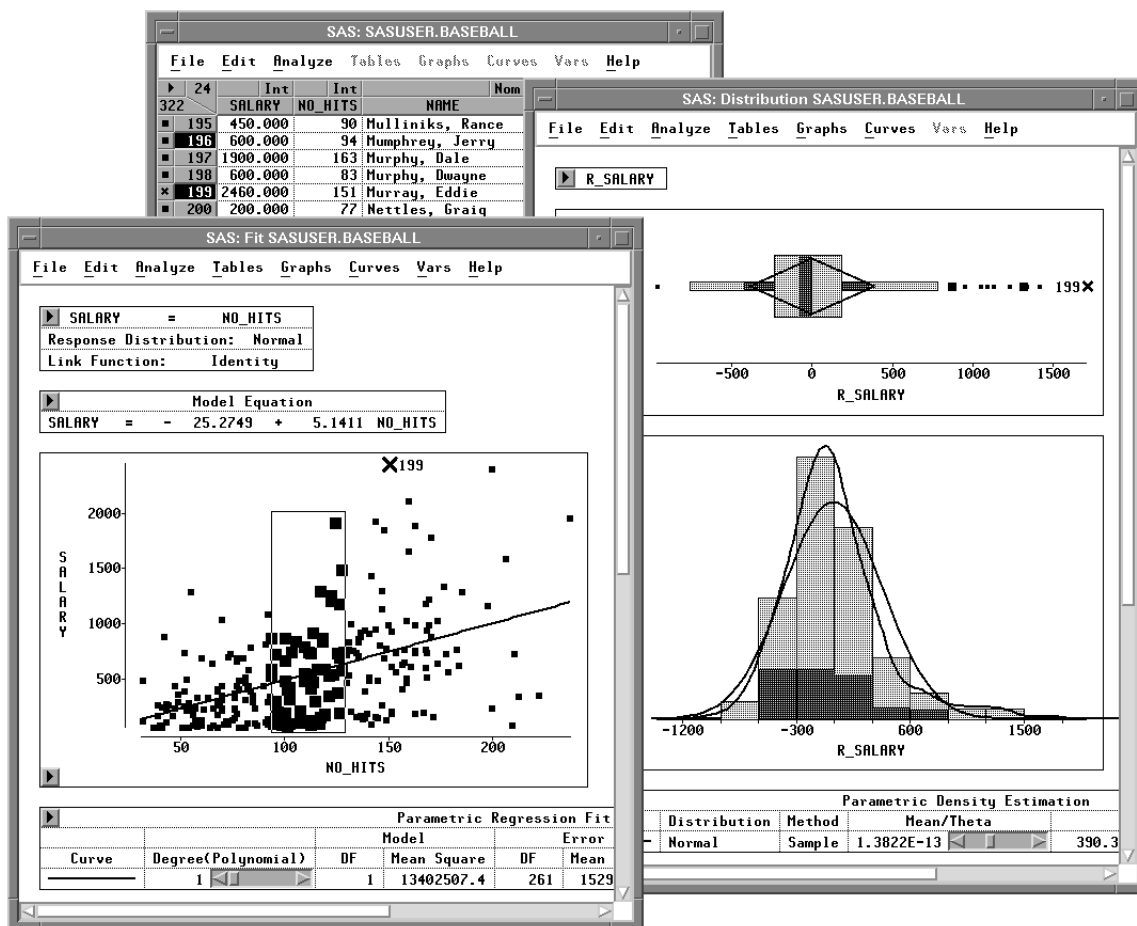 SAS: SASUSER.BASEBALL
File Edit Analyze Tables Graphs Curves Vars Help
24 Int Int Nom
322 SALARY NO_HITS NAME
195 450.000 90 Mulliniks, Rance
196 600.000 94 Mumphrey, Jerry
197 1900.000 163 Murphy, Dale
198 600.000 83 Murphy, Dwayne
199 2460.000 151 Murray, Eddie
200 200.000 77 Nettles, Graig
SAS: Distribution SASUSER.BASEBALL
File Edit Analyze Tables Graphs Curves Vars Help
R_SALARY
199
-500 0 500 1000 1500
R_SALARY
-1200 -300 600 1500
R_SALARY
Parametric Density Estimation
Distribution Method Mean/Theta
Normal Sample 1.3822E-13 390.3
SAS: Fit SASUSER.BASEBALL
File Edit Analyze Tables Graphs Curves Vars Help
SALARY = NO_HITS
Response Distribution: Normal
Link Function: Identity
Model Equation
SALARY = - 25.2749 + 5.1411 NO_HITS
199
2000
1500
1000
500
SALARY
50 100 150 200
NO_HITS
Parametric Regression Fit
Model Error
Curve Degree(Polynomial) DF Mean Square DF Mean
1 1 13402507.4 261 1529